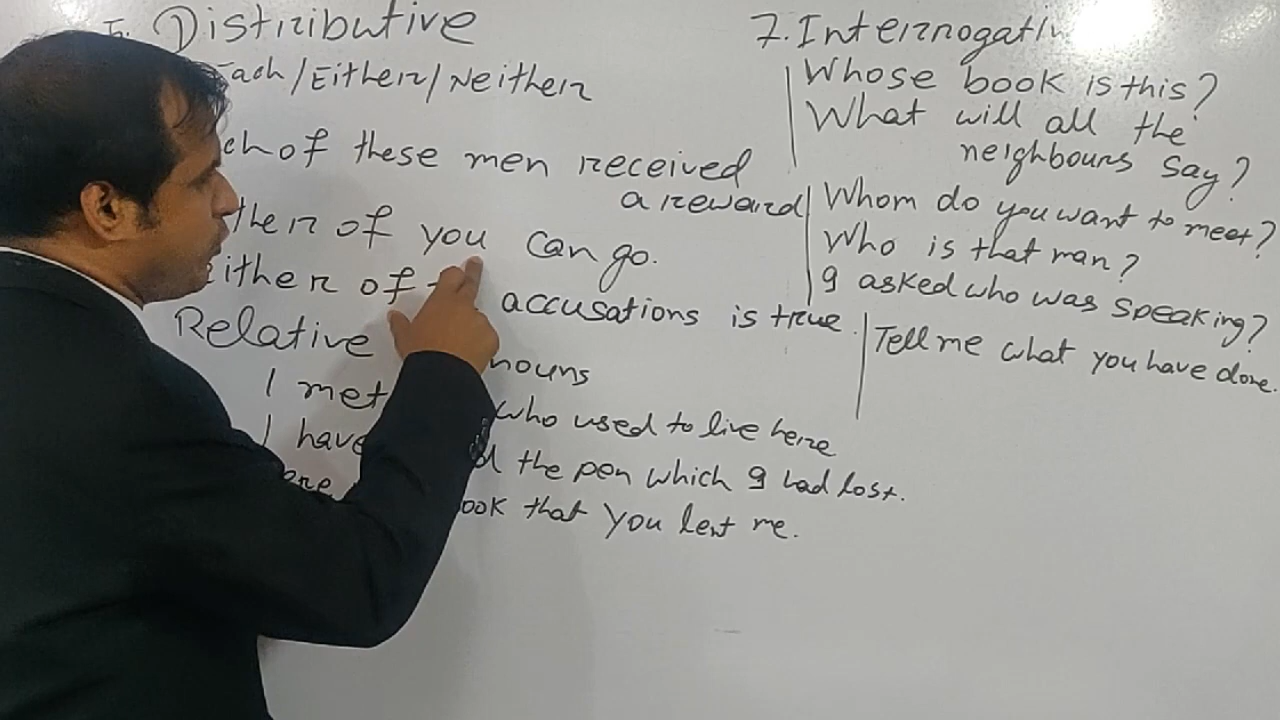 5. Distributive
Each/Either/Neither
ch of these men received
a reward
ther of you can go.
either of accusations is true.
Relative nouns
I met who used to live here
I have the pen which I had lost.
ook that you lent me.
7. Interrogati
Whose book is this?
What will all the
neighbours say?
Whom do you want to meet?
Who is that man?
I asked who was speaking?
Tell me what you have done.